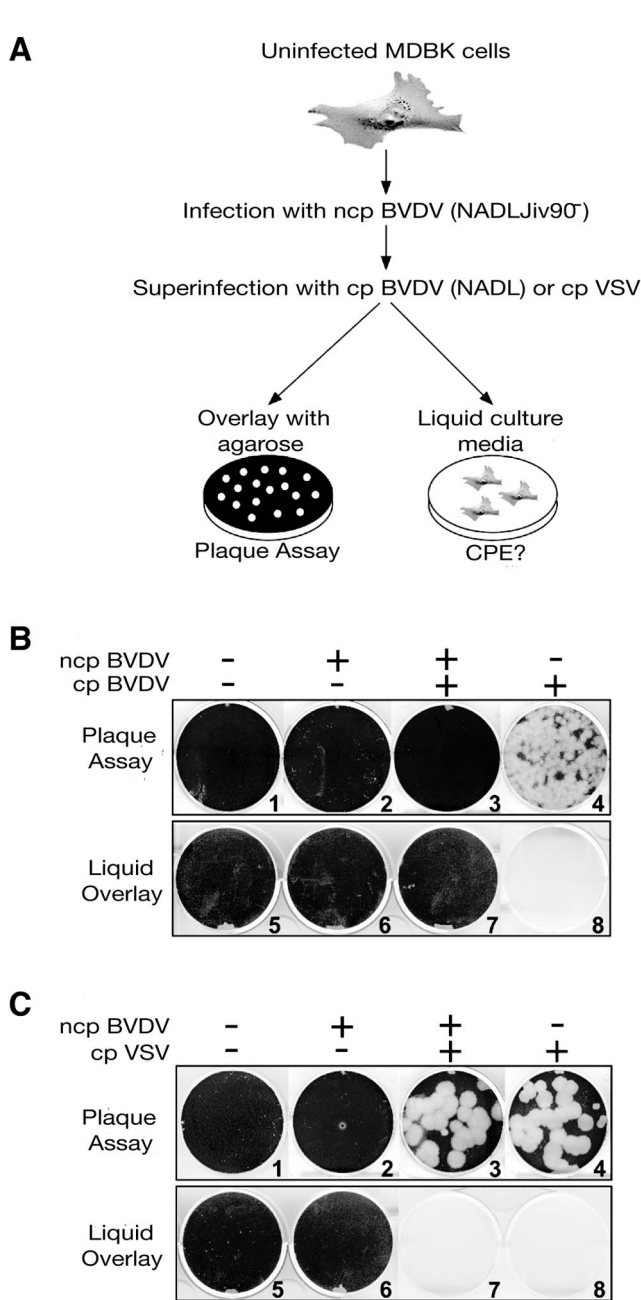 A
Uninfected MDBK cells
Infection with ncp BVDV (NADLJiv90-)
Superinfection with cp BVDV (NADL) or cp VSV
Overlay with
agarose
Plaque Assay
Liquid culture
media
CPE?
B
ncp BVDV - + + -
cp BVDV - - + +
Plaque
Assay
1 2 3 4
Liquid
Overlay
5 6 7 8
C
ncp BVDV - + + -
cp VSV - - + +
Plaque
Assay
1 2 3 4
Liquid
Overlay
5 6 7 8